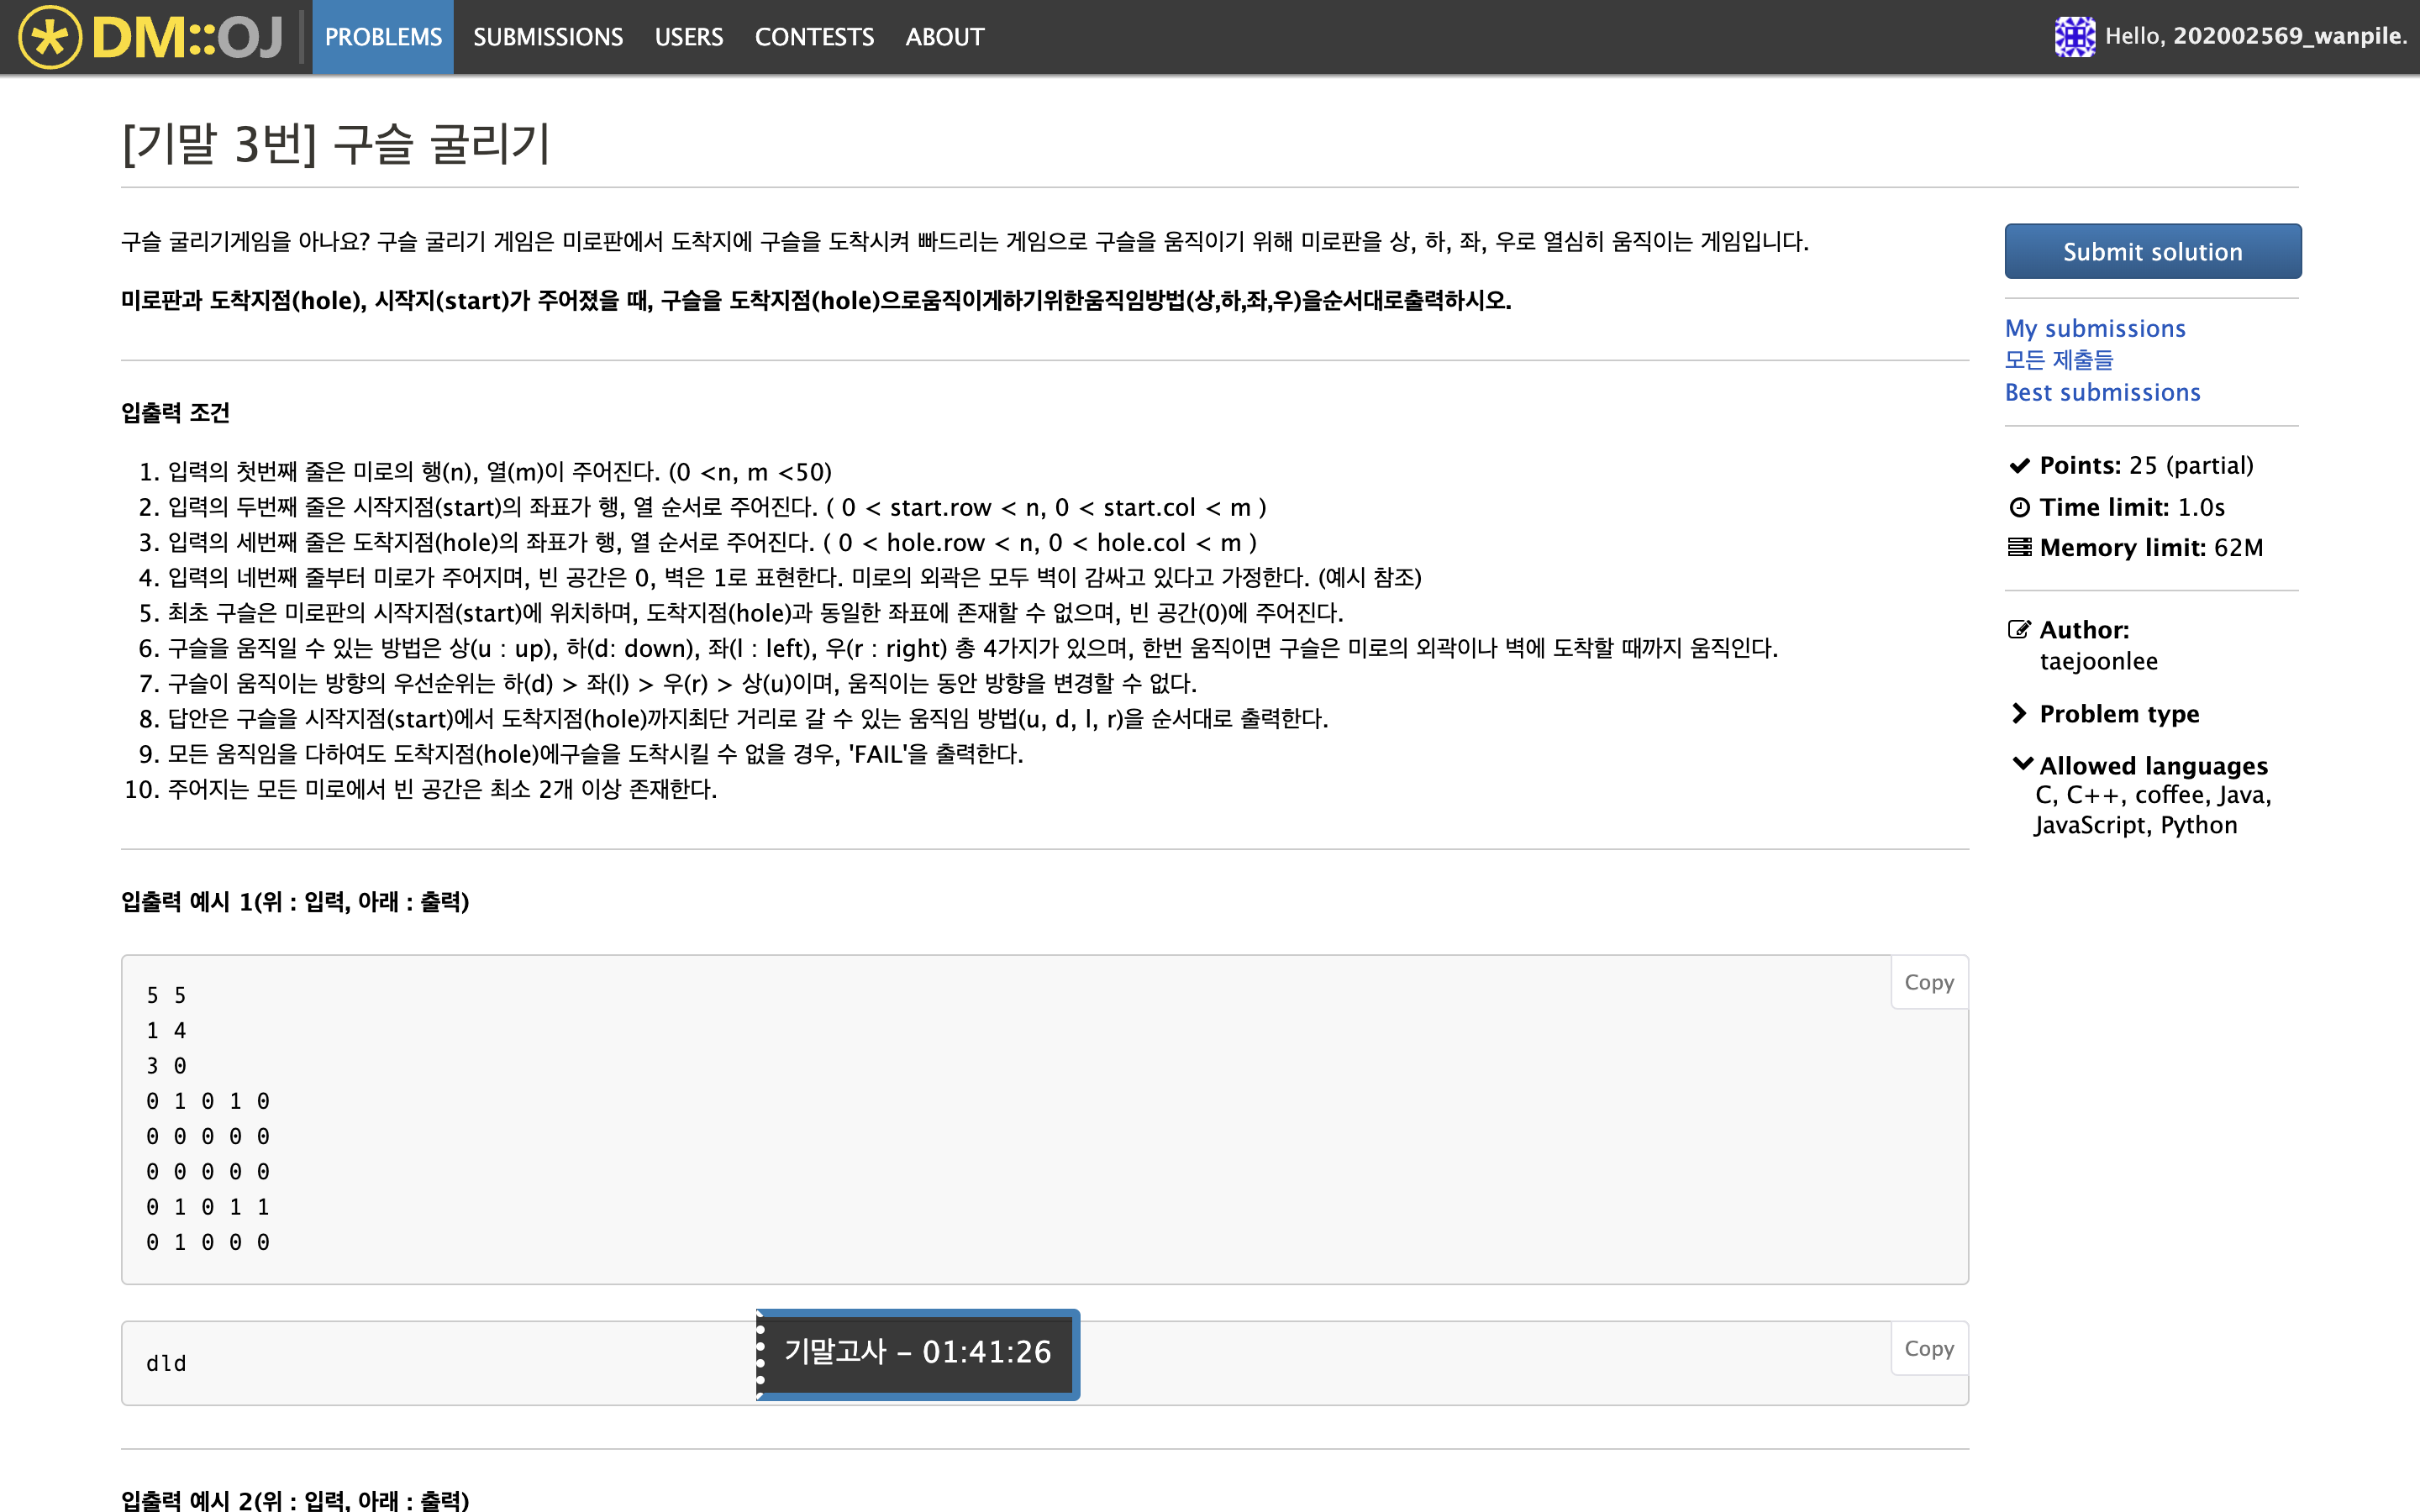 DM::OJ
PROBLEMS SUBMISSIONS USERS CONTESTS ABOUT
Hello, 202002569_wanpile.
[기말 3번] 구슬 굴리기
구슬 굴리기게임을 아나요? 구슬 굴리기 게임은 미로판에서 도착지에 구슬을 도착시켜 빠드리는 게임으로 구슬을 움직이기 위해 미로판을 상, 하, 좌, 우로 열심히 움직이는 게임입니다.
미로판과 도착지점(hole), 시작지(start)가 주어졌을 때, 구슬을 도착지점(hole)으로움직이게하기위한움직임방법(상,하,좌,우)을순서대로출력하시오.
입출력 조건
1. 입력의 첫번째 줄은 미로의 행(n), 열(m)이 주어진다. (0 <n, m <50)
2. 입력의 두번째 줄은 시작지점(start)의 좌표가 행, 열 순서로 주어진다. ( 0 < start.row < n, 0 < start.col < m )
3. 입력의 세번째 줄은 도착지점(hole)의 좌표가 행, 열 순서로 주어진다. ( 0 < hole.row < n, 0 < hole.col < m )
4. 입력의 네번째 줄부터 미로가 주어지며, 빈 공간은 0, 벽은 1로 표현한다. 미로의 외곽은 모두 벽이 감싸고 있다고 가정한다. (예시 참조)
5. 최초 구슬은 미로판의 시작지점(start)에 위치하며, 도착지점(hole)과 동일한 좌표에 존재할 수 없으며, 빈 공간(0)에 주어진다.
6. 구슬을 움직일 수 있는 방법은 상(u : up), 하(d: down), 좌(l : left), 우(r : right) 총 4가지가 있으며, 한번 움직이면 구슬은 미로의 외곽이나 벽에 도착할 때까지 움직인다.
7. 구슬이 움직이는 방향의 우선순위는 하(d) > 좌(l) > 우(r) > 상(u)이며, 움직이는 동안 방향을 변경할 수 없다.
8. 답안은 구슬을 시작지점(start)에서 도착지점(hole)까지최단 거리로 갈 수 있는 움직임 방법(u, d, l, r)을 순서대로 출력한다.
9. 모든 움직임을 다하여도 도착지점(hole)에구슬을 도착시킬 수 없을 경우, 'FAIL'을 출력한다.
10. 주어지는 모든 미로에서 빈 공간은 최소 2개 이상 존재한다.
입출력 예시 1(위 : 입력, 아래 : 출력)
Copy
5 5
1 4
3 0
0 1 0 1 0
0 0 0 0 0
0 0 0 0 0
0 1 0 1 1
0 1 0 0 0
Copy
dld
기말고사 - 01:41:26
입출력 예시 2(위 : 입력, 아래 : 출력)
Submit solution
My submissions
모든 제출들
Best submissions
Points: 25 (partial)
Time limit: 1.0s
Memory limit: 62M
Author:
taejoonlee
Problem type
Allowed languages
C, C++, coffee, Java,
JavaScript, Python